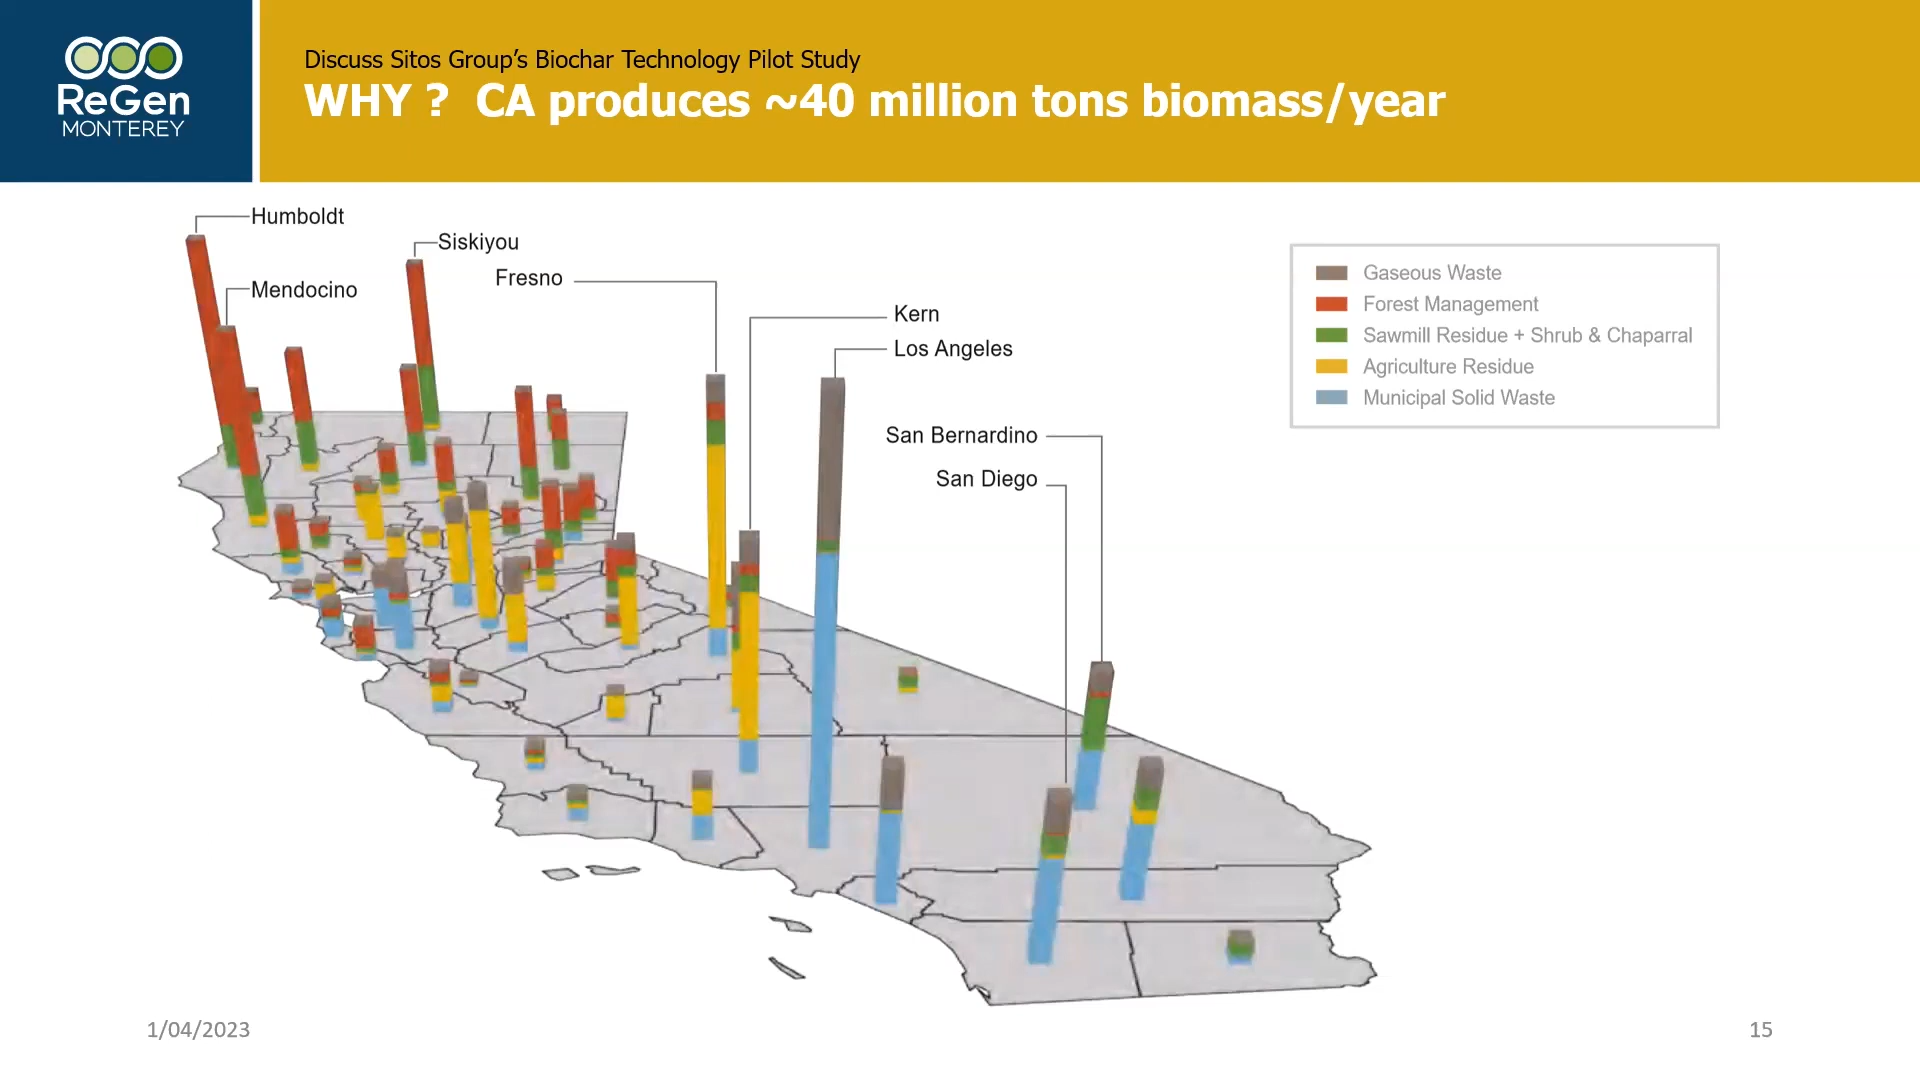 ReGen
MONTEREY
Discuss Sitos Group's Biochar Technology Pilot Study
WHY ? CA produces ~40 million tons biomass/year
Humboldt
Siskiyou
Fresno
Mendocino
Kern
Los Angeles
San Bernardino
San Diego
Gaseous Waste
Forest Management
Sawmill Residue + Shrub & Chaparral
Agriculture Residue
Municipal Solid Waste
1/04/2023
15